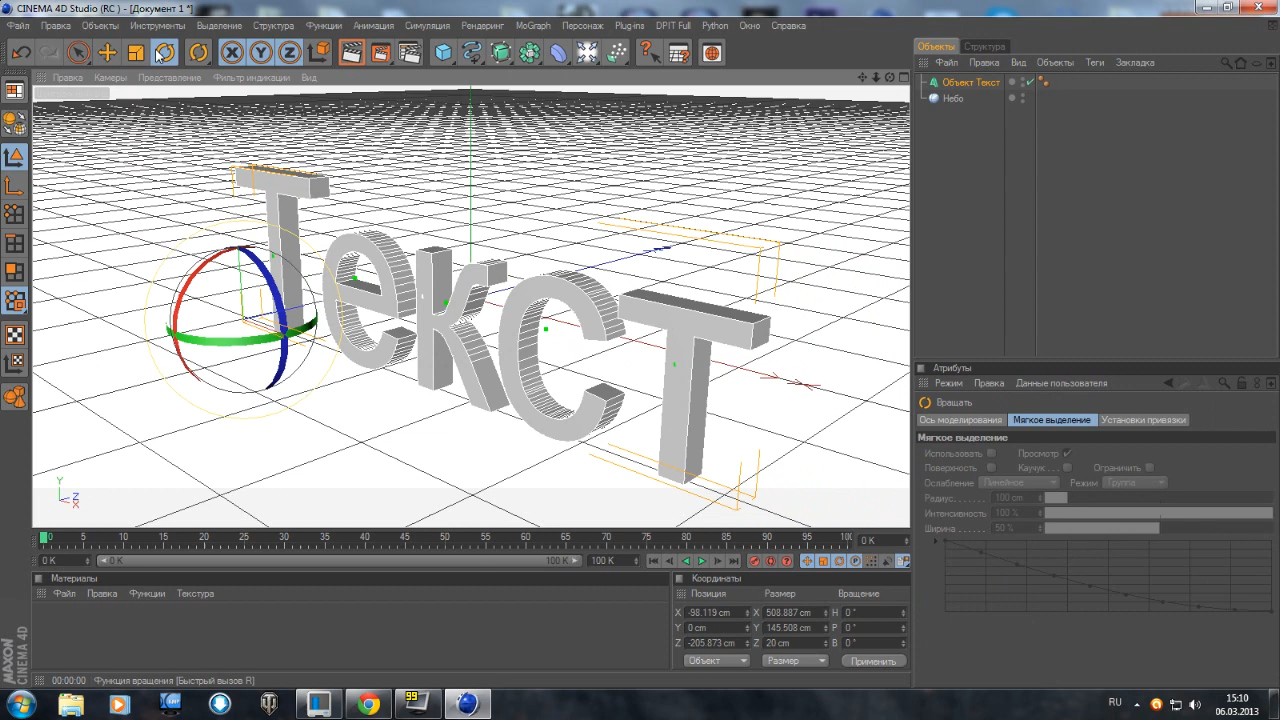 CINEMA 4D Studio (RC ) - [Документ 1 *]
Файл Правка Объекты Инструменты Выделение Структура Функции Анимация Симуляция Рендеринг MoGraph Персонаж Plug-ins DPIT Full Python Окно Справка
X Y Z
Объекты Структура
Файл Правка Вид Объекты Теги Закладка
Правка Камеры Представление Фильтр индикации Вид
Объект Текст
Небо
Текст
Атрибуты
Режим Правка Данные пользователя
Вращать
Ось моделирования Мягкое выделение Установки привязки
Мягкое выделение
Использовать Просмотр
Поверхность Каучук . . . Ограничить
Ослабление Линейное Режим Группа
Радиус. . . . . . . 100 cm
Интенсивность 100 %
Ширина . . . . . . 50 %
Y
Z
X
0 5 10 15 20 25 30 35 40 45 50 55 60 65 70 75 80 85 90 95 100 0 K
0 K 0 K 100 K 100 K
Материалы
Файл Правка Функции Текстура
Координаты
Позиция Размер Вращение
X -98.119 cm X 508.887 cm H 0 °
Y 0 cm Y 145.508 cm P 0 °
Z -205.873 cm Z 20 cm B 0 °
Объект Размер Применить
MAXON
CINEMA 4D
00:00:00 Функция вращения [Быстрый вызов R]
99
RU
15:10
06.03.2013